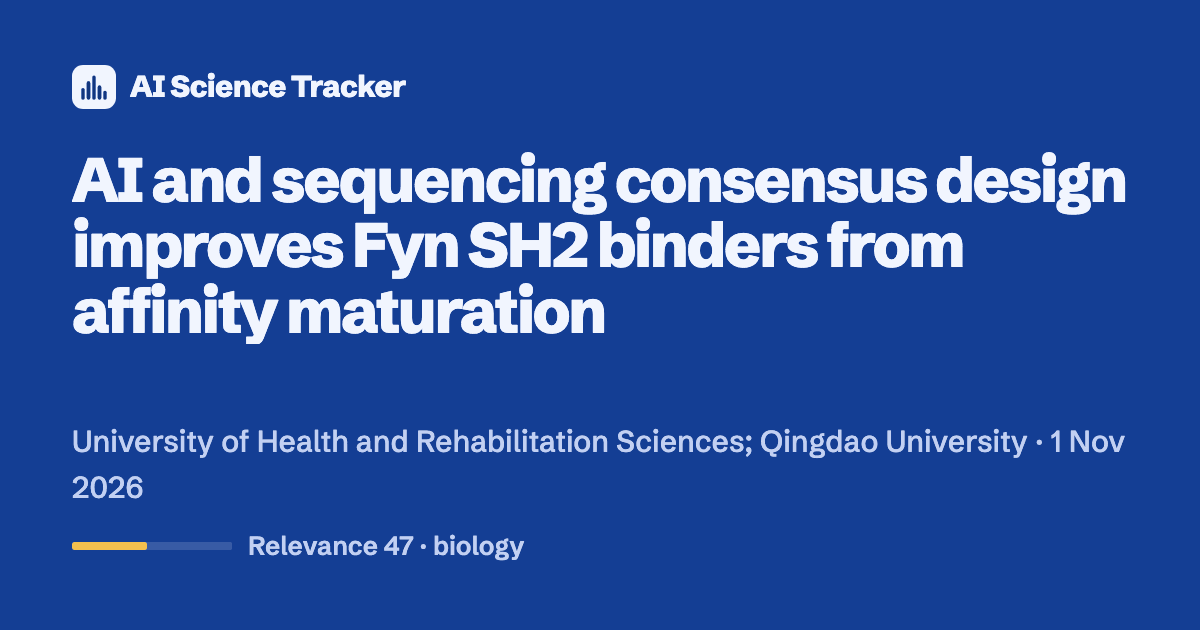 AI Science Tracker
AI and sequencing consensus design
improves Fyn SH2 binders from
affinity maturation
University of Health and Rehabilitation Sciences; Qingdao University · 1 Nov
2026
Relevance 47 · biology